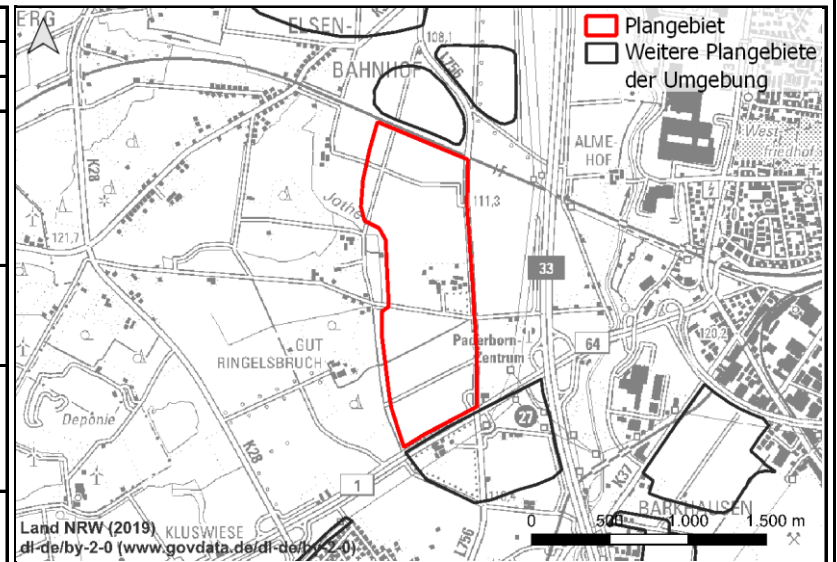 ERG
ELSEN-
BAHNHOF
108,1
L756
Plangebiet
Weitere Plangebiete
der Umgebung
ALME-
HOF
West-
friedhof
K28
121,7
Jothe
111,3
33
64
Paderborn-
Zentrum
120,2
GUT
RINGELSBRUCH
Deponie
27
K28
1
K37
BARKHAUSEN
L756
KLUSWIESE
Land NRW (2019)
dl-de/by-2-0 (www.govdata.de/dl-de/by-2-0)
0 500 1.000 1.500 m